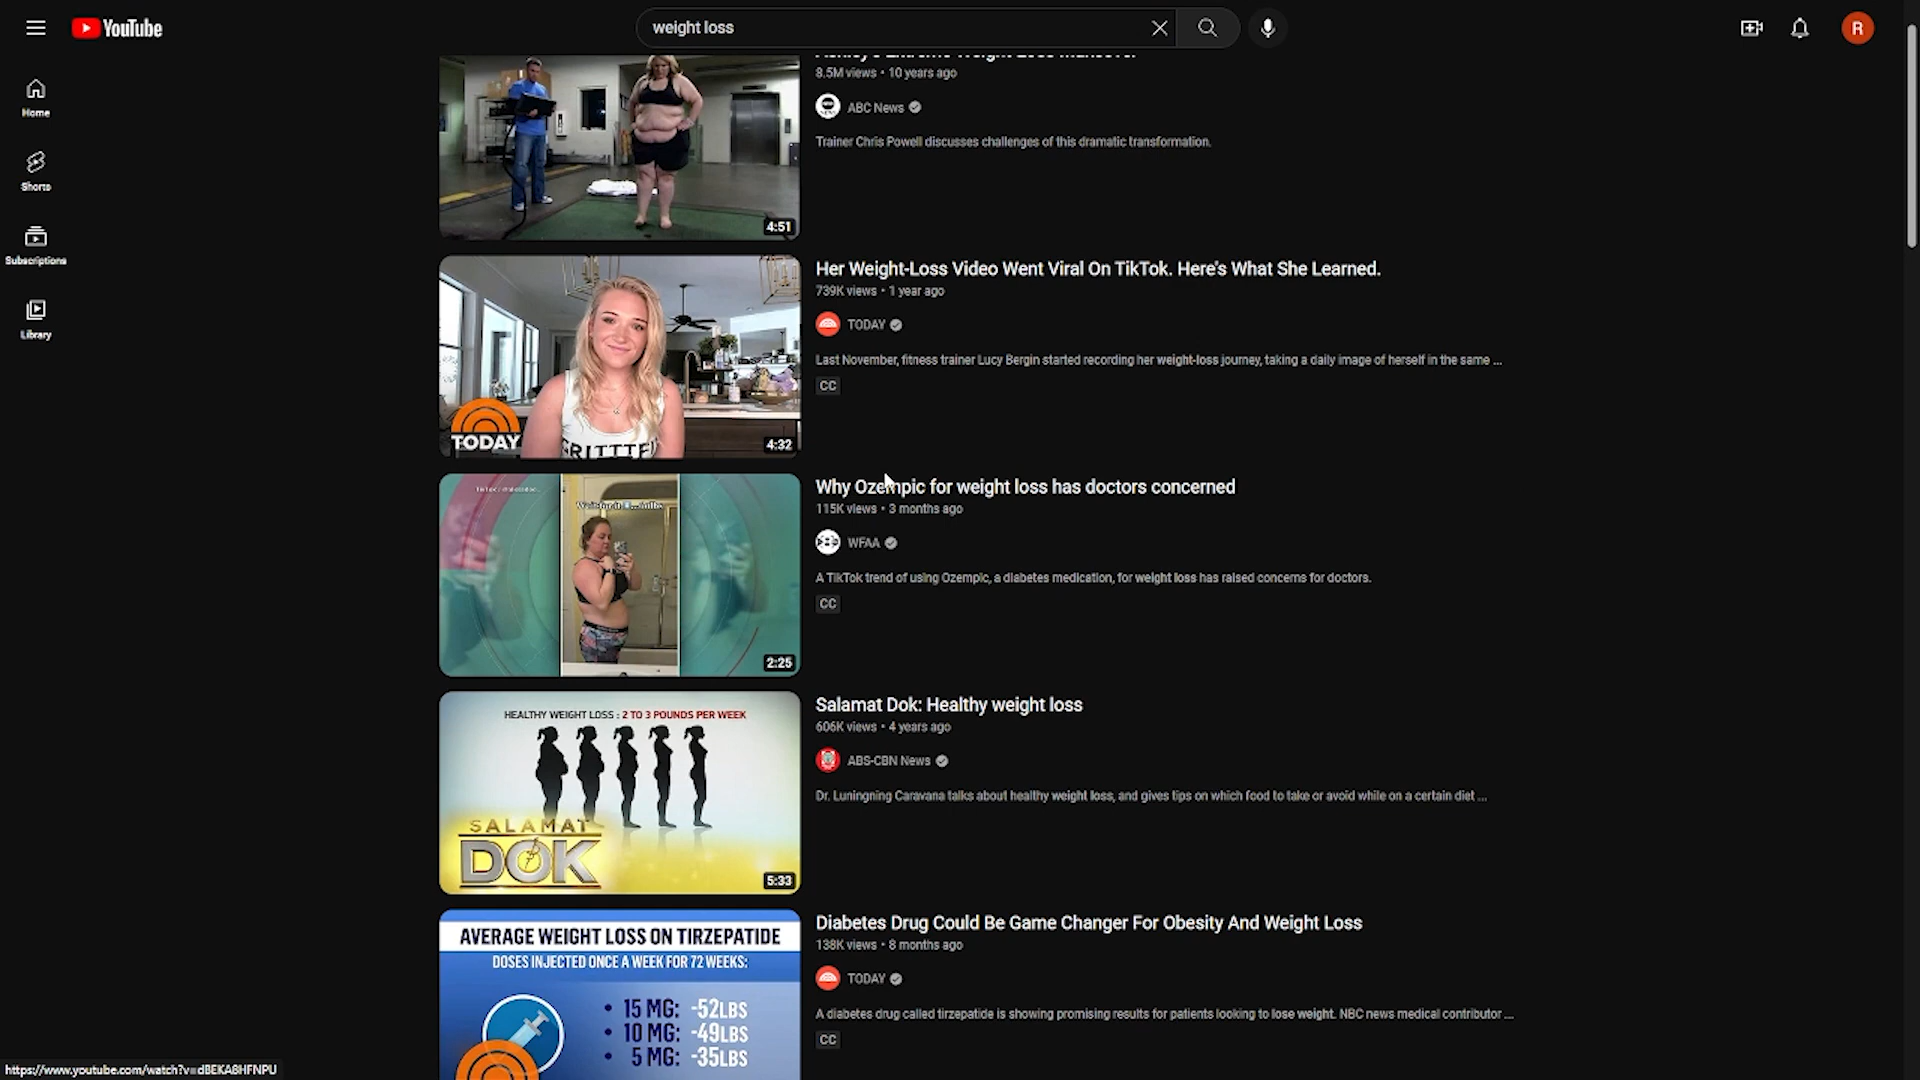 YouTube
weight loss
R
Home
Shorts
Subscriptions
Library
8.5M views • 10 years ago
ABC News
Trainer Chris Powell discusses challenges of this dramatic transformation.
4:51
Her Weight-Loss Video Went Viral On TikTok. Here's What She Learned.
739K views • 1 year ago
TODAY
Last November, fitness trainer Lucy Bergin started recording her weight-loss journey, taking a daily image of herself in the same ...
CC
TODAY
4:32
Why Ozempic for weight loss has doctors concerned
115K views • 3 months ago
WFAA
A TikTok trend of using Ozempic, a diabetes medication, for weight loss has raised concerns for doctors.
CC
2:25
Salamat Dok: Healthy weight loss
606K views • 4 years ago
ABS-CBN News
Dr. Luningning Caravana talks about healthy weight loss, and gives tips on which food to take or avoid while on a certain diet ...
HEALTHY WEIGHT LOSS : 2 TO 3 POUNDS PER WEEK
SALAMAT
DOK
5:33
Diabetes Drug Could Be Game Changer For Obesity And Weight Loss
138K views • 8 months ago
TODAY
A diabetes drug called tirzepatide is showing promising results for patients looking to lose weight. NBC news medical contributor ...
CC
AVERAGE WEIGHT LOSS ON TIRZEPATIDE
DOSES INJECTED ONCE A WEEK FOR 72 WEEKS:
• 15 MG: -52LBS
• 10 MG: -49LBS
• 5 MG: -35LBS
https://www.youtube.com/watch?v=dBEKA8HFNPU